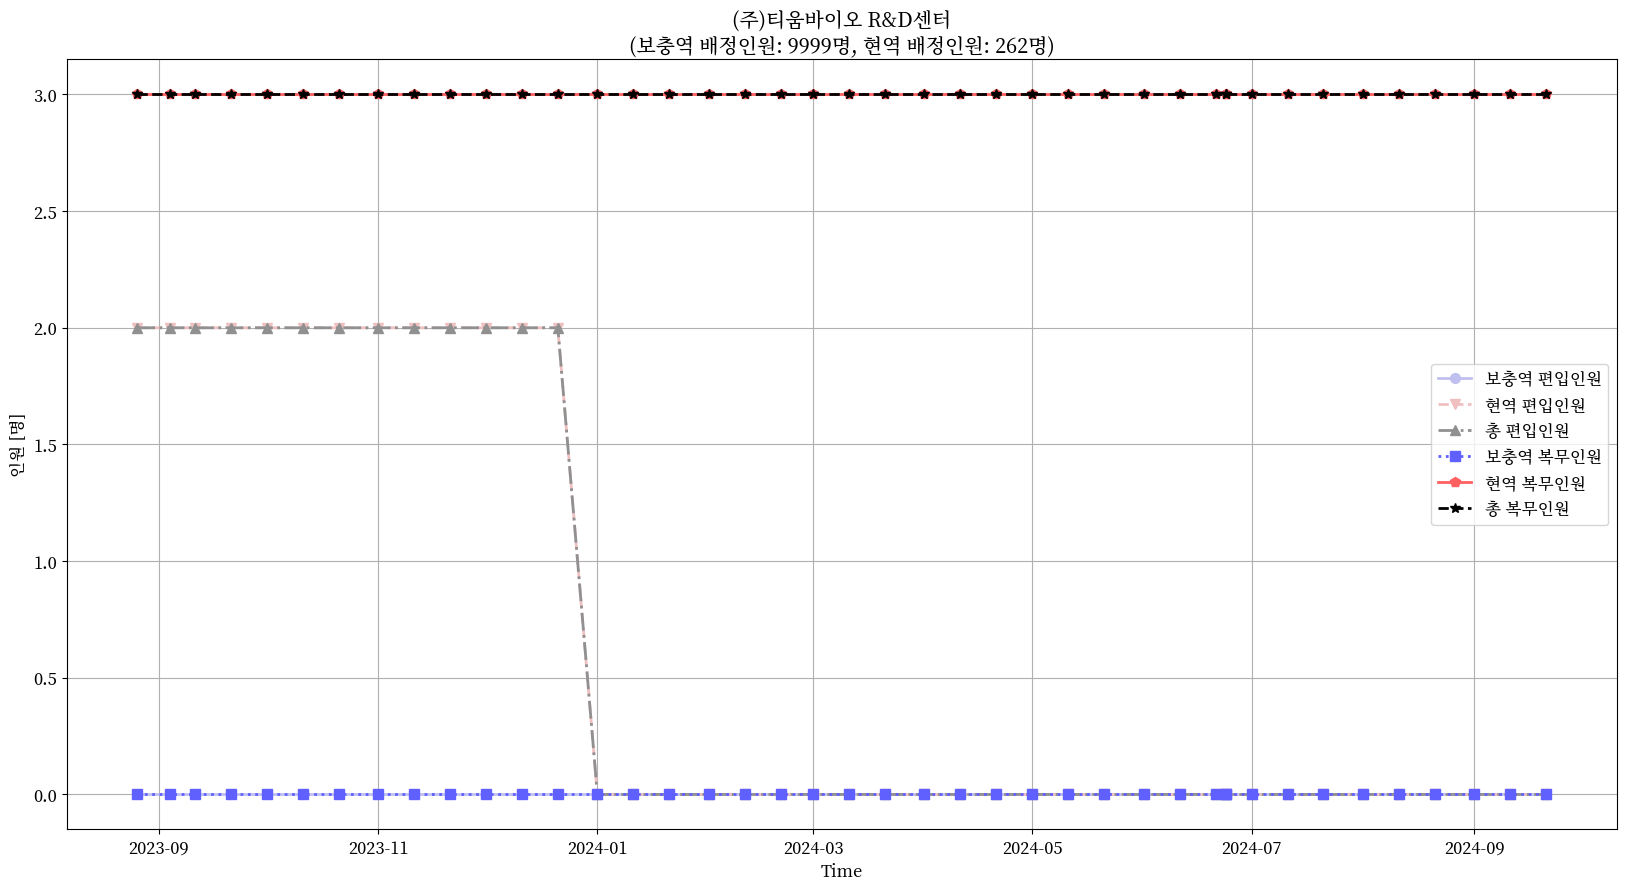 (주)티움바이오 R&D센터
(보충역 배정인원: 9999명, 현역 배정인원: 262명)
인원 [명]
3.0
2.5
2.0
1.5
1.0
0.5
0.0
보충역 편입인원
현역 편입인원
총 편입인원
보충역 복무인원
현역 복무인원
총 복무인원
2023-09 2023-11 2024-01 2024-03 2024-05 2024-07 2024-09
Time